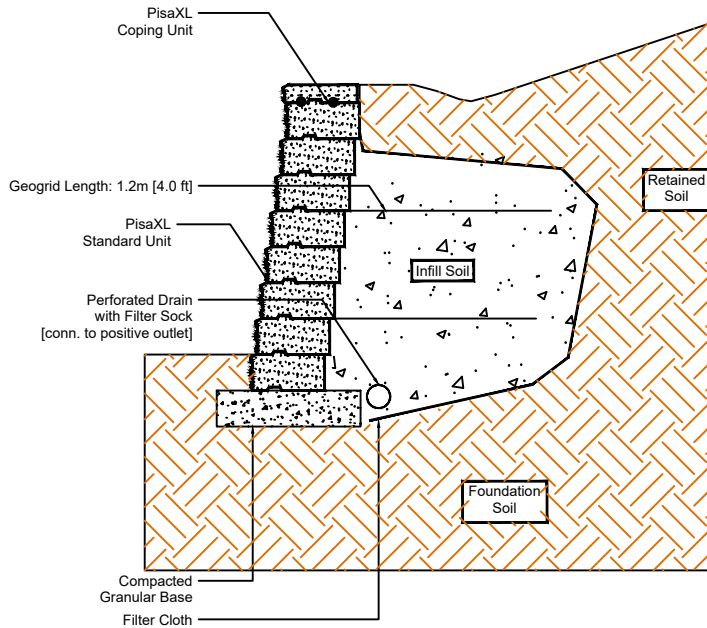 PisaXL
Coping Unit
Geogrid Length: 1.2m [4.0 ft]
Retained
Soil
PisaXL
Standard Unit
Infill Soil
Perforated Drain
with Filter Sock
[conn. to positive outlet]
Foundation
Soil
Compacted
Granular Base
Filter Cloth